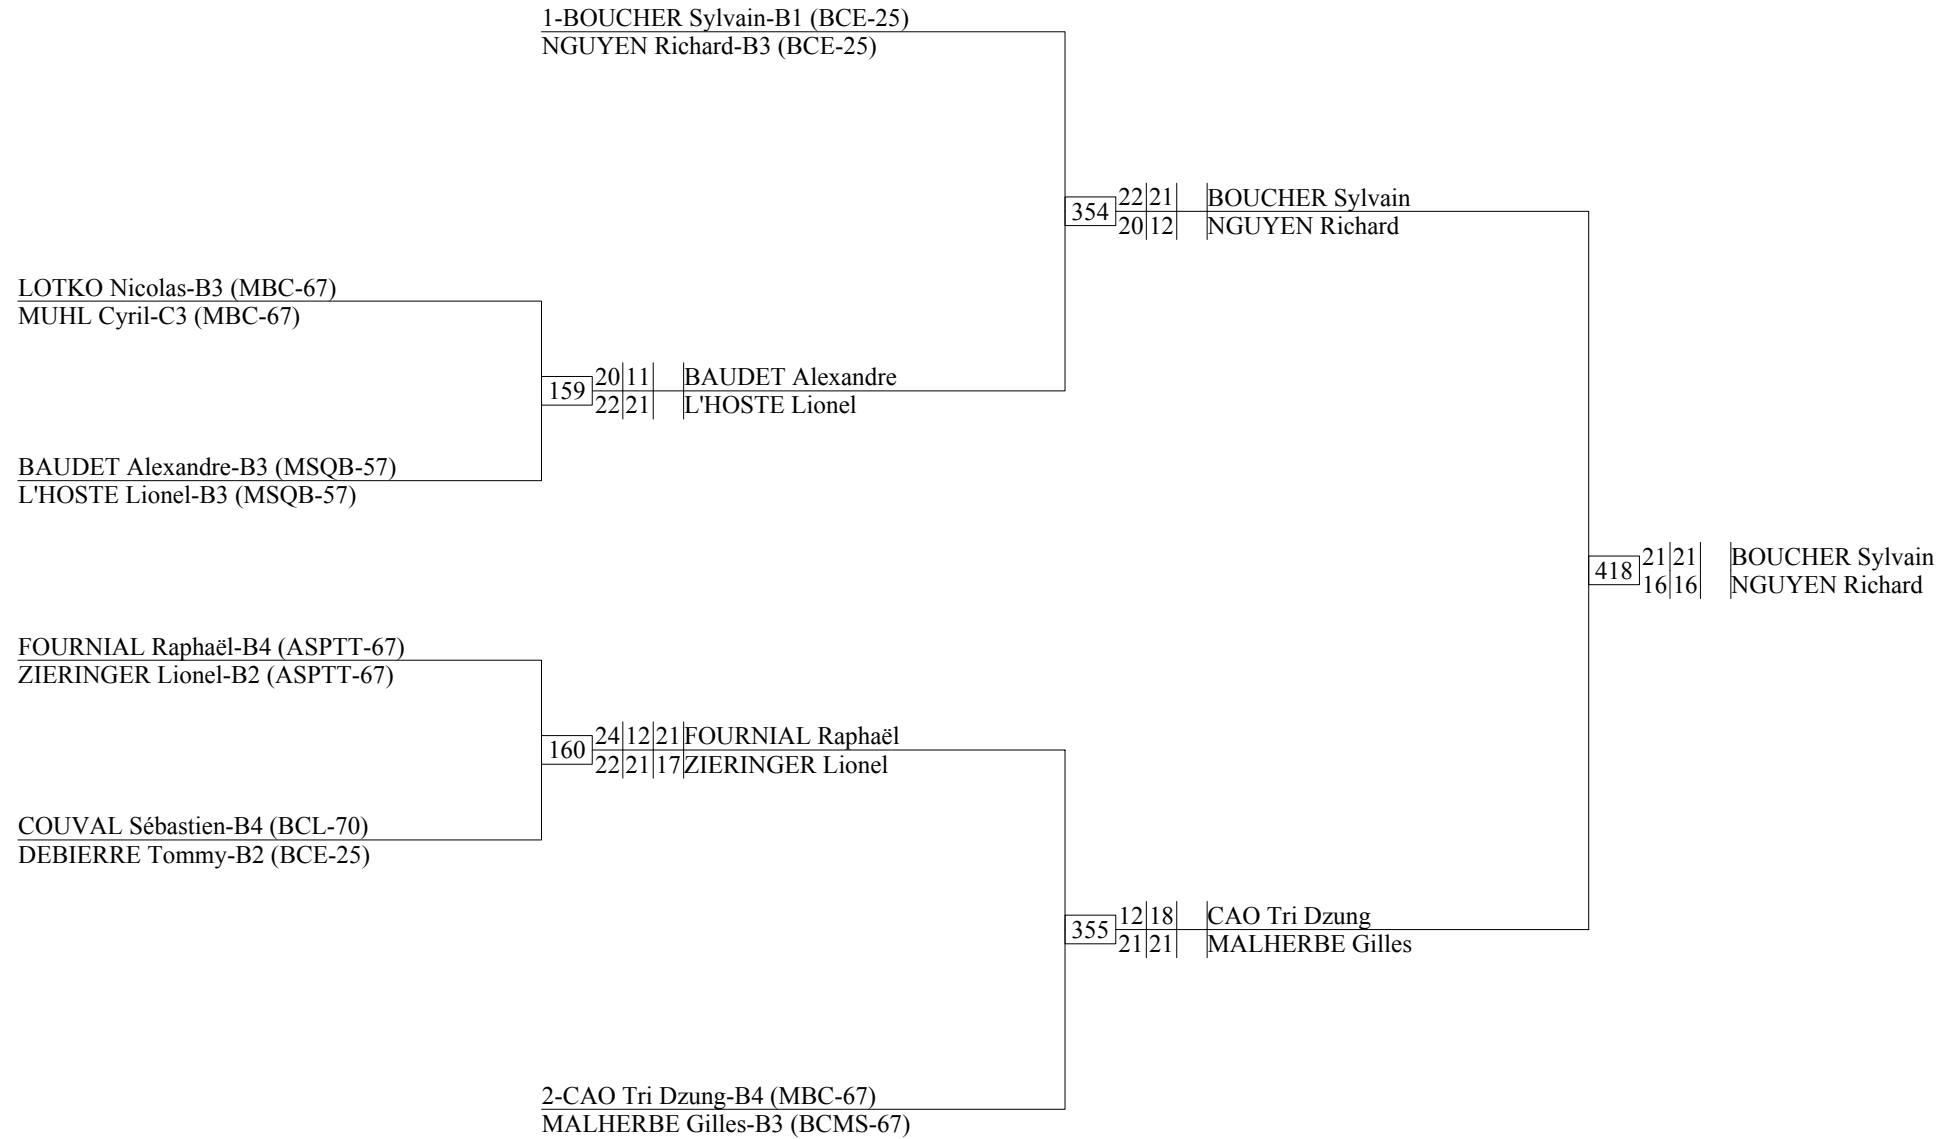 1-BOUCHER Sylvain-B1 (BCE-25)
NGUYEN Richard-B3 (BCE-25)
354 22 21 BOUCHER Sylvain
20 12 NGUYEN Richard
LOTKO Nicolas-B3 (MBC-67)
MUHL Cyril-C3 (MBC-67)
159 20 11 BAUDET Alexandre
22 21 L'HOSTE Lionel
BAUDET Alexandre-B3 (MSQB-57)
L'HOSTE Lionel-B3 (MSQB-57)
418 21 21 BOUCHER Sylvain
16 16 NGUYEN Richard
FOURNIAL Raphaël-B4 (ASPTT-67)
ZIERINGER Lionel-B2 (ASPTT-67)
160 24 12 21 FOURNIAL Raphaël
22 21 17 ZIERINGER Lionel
COUVAL Sébastien-B4 (BCL-70)
DEBIERRE Tommy-B2 (BCE-25)
355 12 18 CAO Tri Dzung
21 21 MALHERBE Gilles
2-CAO Tri Dzung-B4 (MBC-67)
MALHERBE Gilles-B3 (BCMS-67)